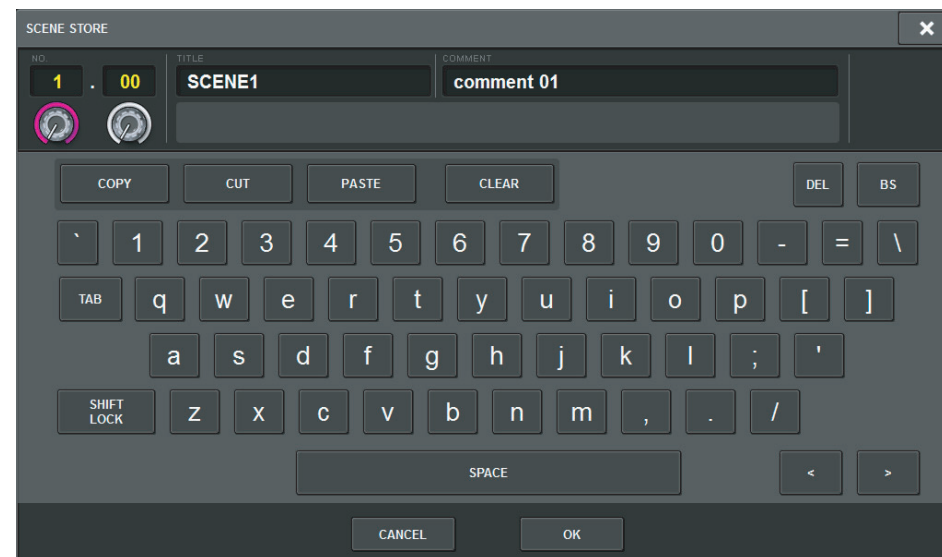 SCENE STORE ×
NO. TITLE COMMENT
1 . 00 SCENE1 comment 01
COPY CUT PASTE CLEAR DEL BS
` 1 2 3 4 5 6 7 8 9 0 - = \
TAB q w e r t y u i o p [ ]
a s d f g h j k l ; '
SHIFT LOCK z x c v b n m , . /
SPACE < >
CANCEL OK